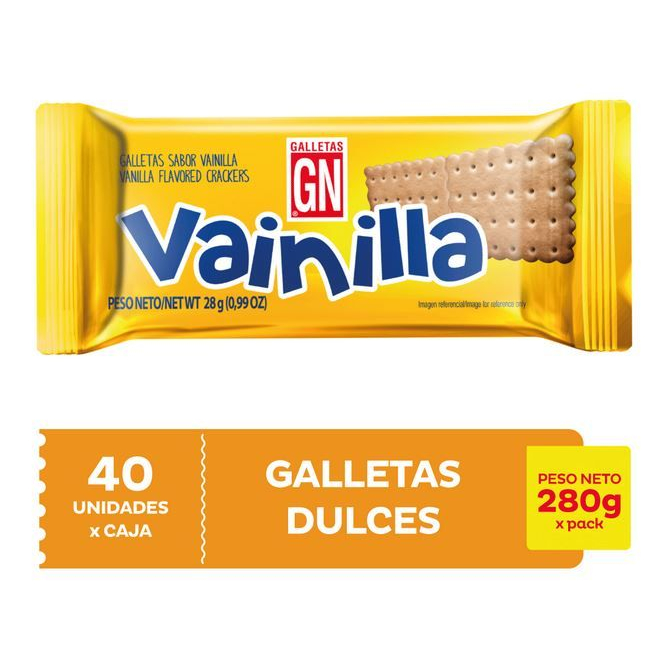 GALLETAS
GN
®
GALLETAS SABOR VAINILLA
VANILLA FLAVORED CRACKERS
Vainilla
PESO NETO/NET WT 28 g (0,99 OZ)
Imagen referencial/Image for reference only
40
UNIDADES
x CAJA
GALLETAS
DULCES
PESO NETO
280g
x pack